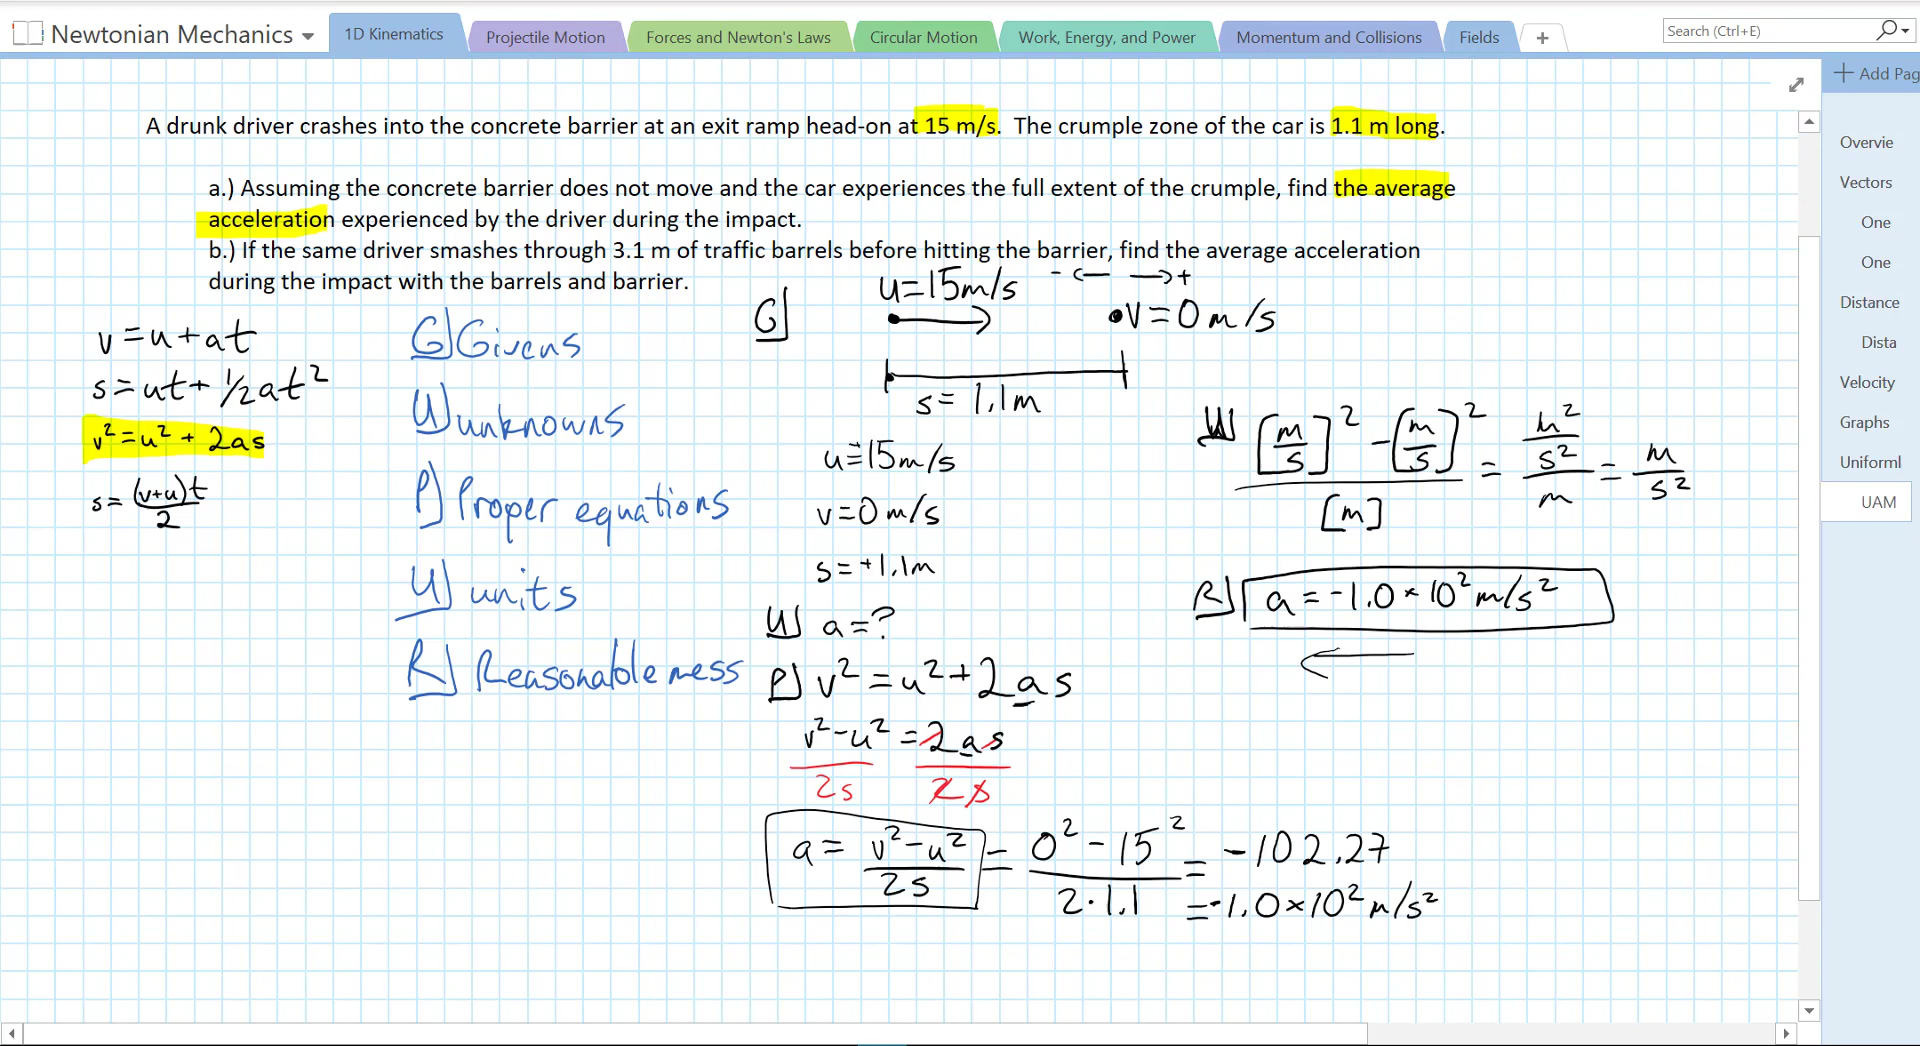 Newtonian Mechanics
1D Kinematics
Projectile Motion
Forces and Newton's Laws
Circular Motion
Work, Energy, and Power
Momentum and Collisions
Fields
Search (Ctrl+E)
Add Pag
A drunk driver crashes into the concrete barrier at an exit ramp head-on at 15 m/s. The crumple zone of the car is 1.1 m long.
a.) Assuming the concrete barrier does not move and the car experiences the full extent of the crumple, find the average
acceleration experienced by the driver during the impact.
b.) If the same driver smashes through 3.1 m of traffic barrels before hitting the barrier, find the average acceleration
during the impact with the barrels and barrier.
v = u + at
s = ut + 1/2 at²
v² = u² + 2as
s = (v+u)t / 2
G) Givens
U) unknowns
P) Proper equations
U) units
R) Reasonableness
G)
u = 15 m/s
- ← → +
v = 0 m/s
s = 1.1m
u = 15 m/s
v = 0 m/s
s = +1.1m
U) a = ?
P) v² = u² + 2as
v² - u² = 2as
2s 2s
a = v² - u² / 2s = 0² - 15² / 2·1.1 = -102.27
= -1.0 × 10² m/s²
U) [m/s]² - [m/s]² / [m] = m²/s² / m = m/s²
R) a = -1.0 × 10² m/s²
Overvie
Vectors
One
One
Distance
Dista
Velocity
Graphs
Uniforml
UAM